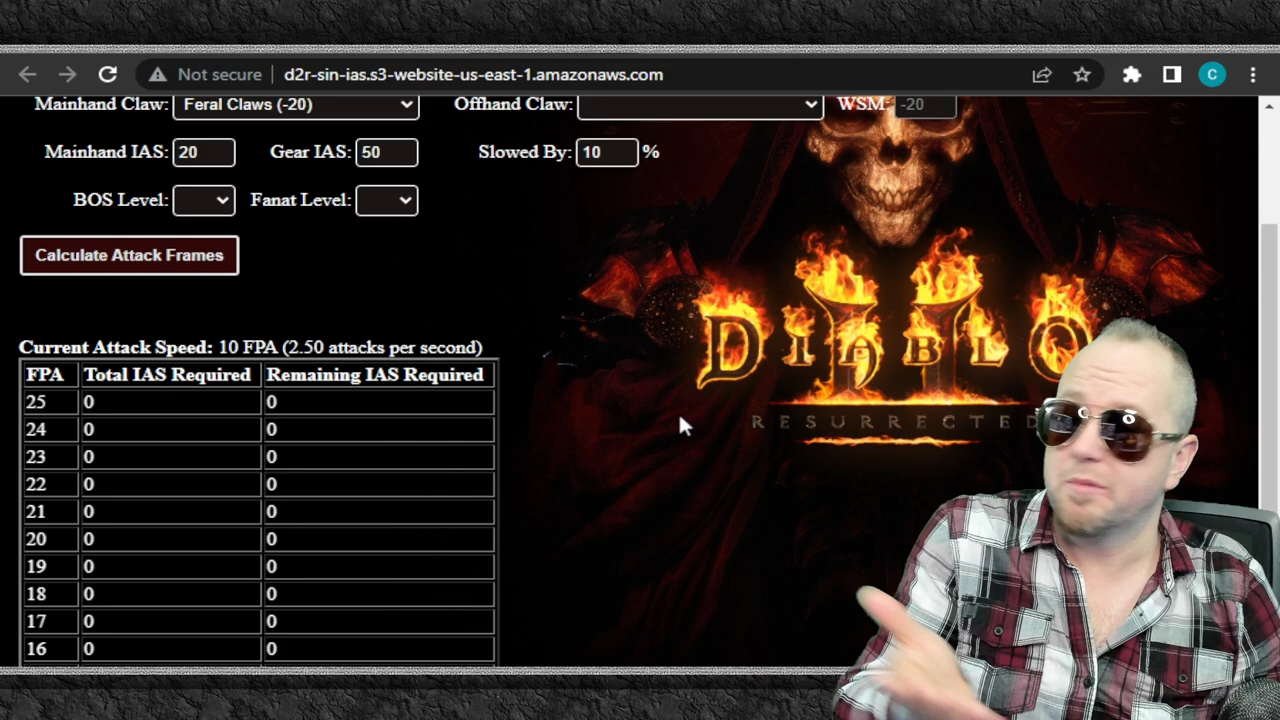 Not secure d2r-sin-ias.s3-website-us-east-1.amazonaws.com C
Mainhand Claw: Feral Claws (-20) Offhand Claw: WSM: -20
Mainhand IAS: 20 Gear IAS: 50 Slowed By: 10 %
BOS Level: Fanat Level:
Calculate Attack Frames
DIABLO
II
RESURRECTED
Current Attack Speed: 10 FPA (2.50 attacks per second)
FPA Total IAS Required Remaining IAS Required
25 0 0
24 0 0
23 0 0
22 0 0
21 0 0
20 0 0
19 0 0
18 0 0
17 0 0
16 0 0